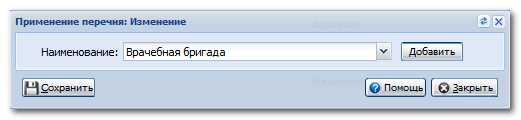 Применение перечня: Изменение
Наименование: Врачебная бригада Добавить
Сохранить Помощь Закрыть